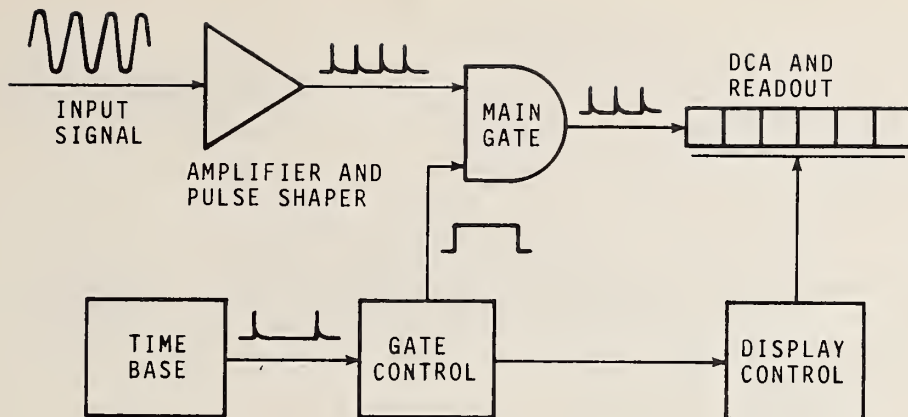 INPUT
SIGNAL
AMPLIFIER AND
PULSE SHAPER
MAIN
GATE
DCA AND
READOUT
TIME
BASE
GATE
CONTROL
DISPLAY
CONTROL